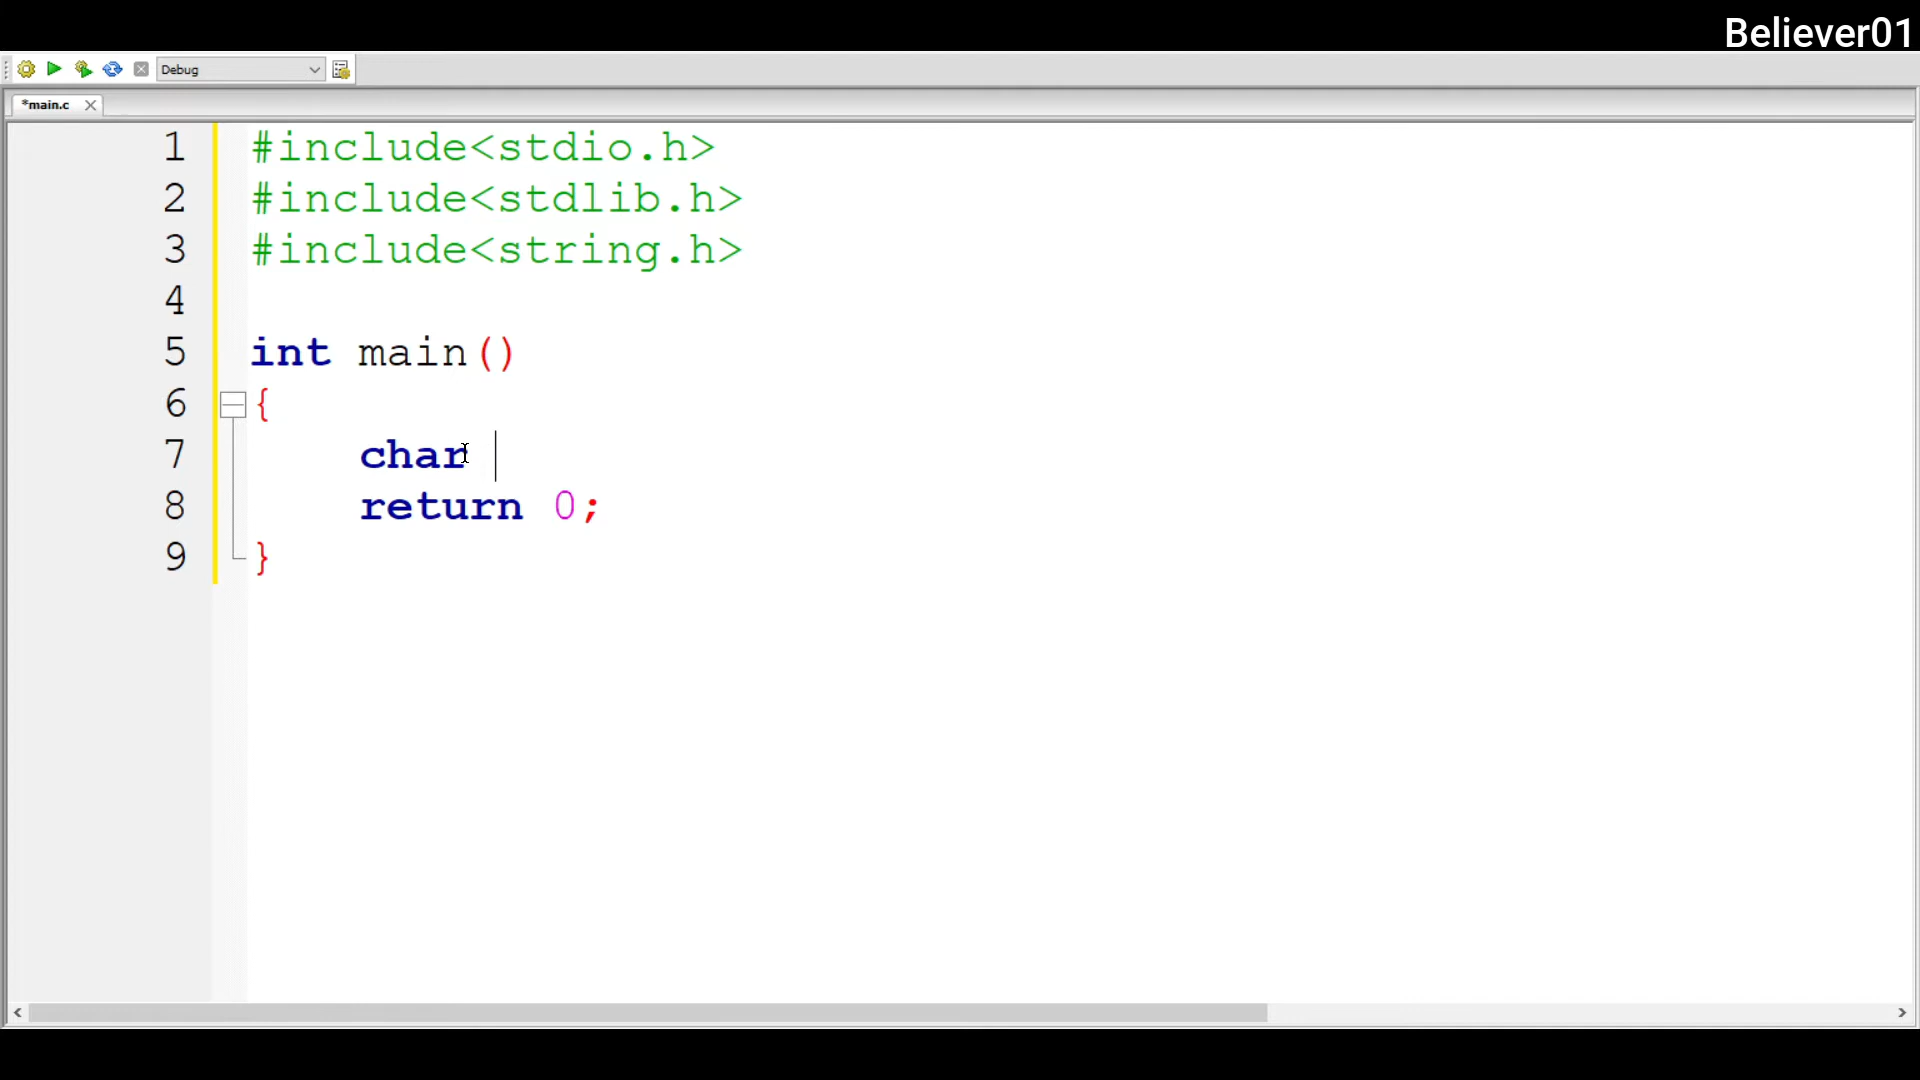 Believer01
Debug
*main.c
1 #include<stdio.h>
2 #include<stdlib.h>
3 #include<string.h>
4
5 int main()
6 {
7 char
8 return 0;
9 }